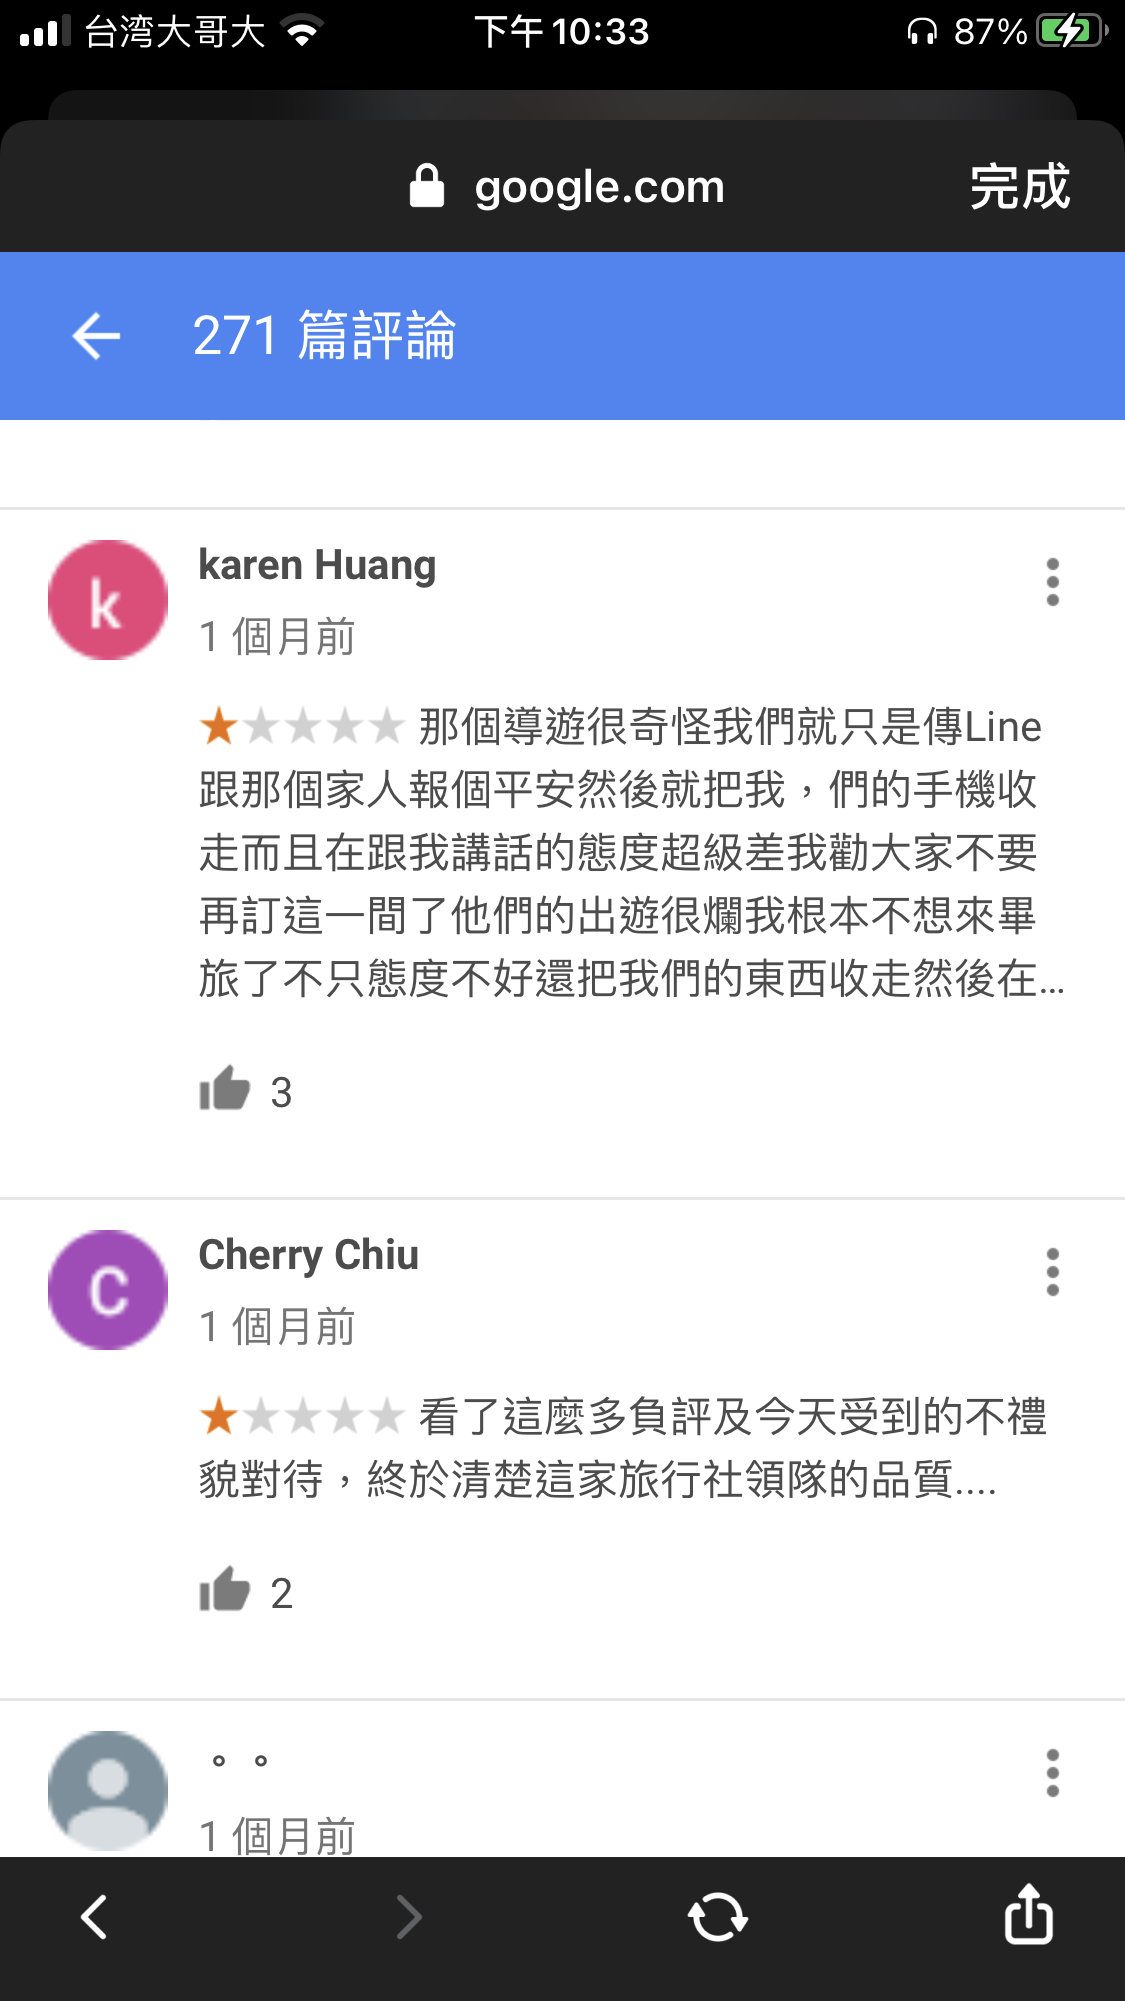 台湾大哥大 下午10:33 87%
google.com 完成
271 篇評論
k
karen Huang
1 個月前
那個導遊很奇怪我們就只是傳Line
跟那個家人報個平安然後就把我，們的手機收
走而且在跟我講話的態度超級差我勸大家不要
再訂這一間了他們的出遊很爛我根本不想來畢
旅了不只態度不好還把我們的東西收走然後在...
3
C
Cherry Chiu
1 個月前
看了這麼多負評及今天受到的不禮
貌對待，終於清楚這家旅行社領隊的品質....
2
。。
1 個月前